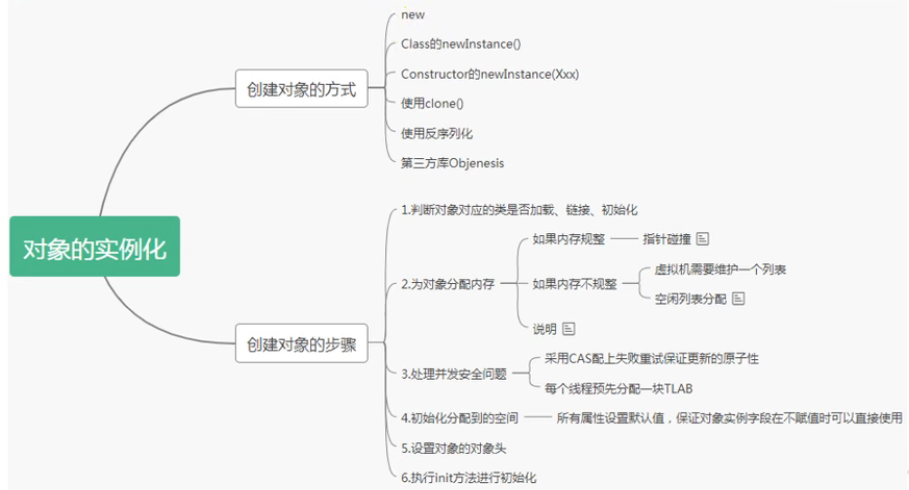 对象的实例化
创建对象的方式
new
Class的newInstance()
Constructor的newInstance(Xxx)
使用clone()
使用反序列化
第三方库Objenesis
创建对象的步骤
1.判断对象对应的类是否加载、链接、初始化
2.为对象分配内存
如果内存规整
指针碰撞
如果内存不规整
虚拟机需要维护一个列表
空闲列表分配
说明
3.处理并发安全问题
采用CAS配上失败重试保证更新的原子性
每个线程预先分配一块TLAB
4.初始化分配到的空间
所有属性设置默认值，保证对象实例字段在不赋值时可以直接使用
5.设置对象的对象头
6.执行init方法进行初始化